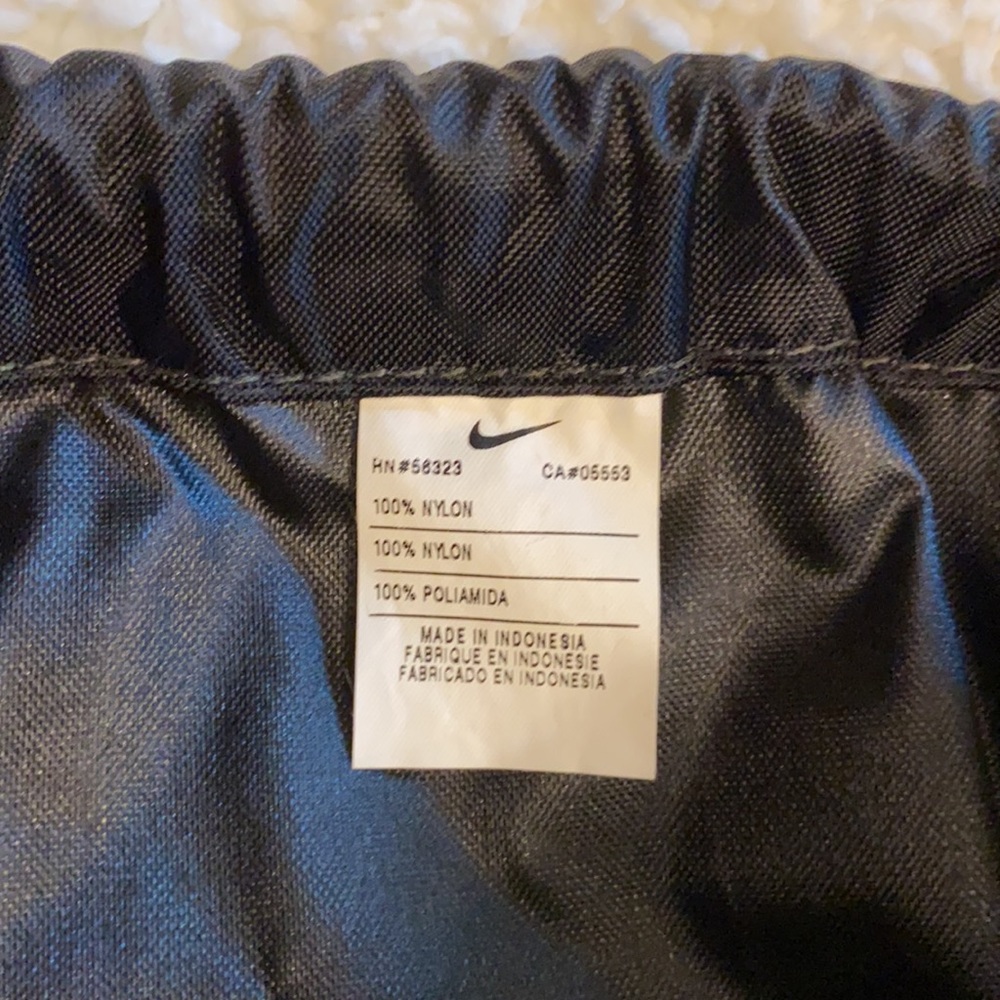 RN#56323 CA#05553
100% NYLON
100% NYLON
100% POLIAMIDA
MADE IN INDONESIA
FABRIQUE EN INDONESIE
FABRICADO EN INDONESIA